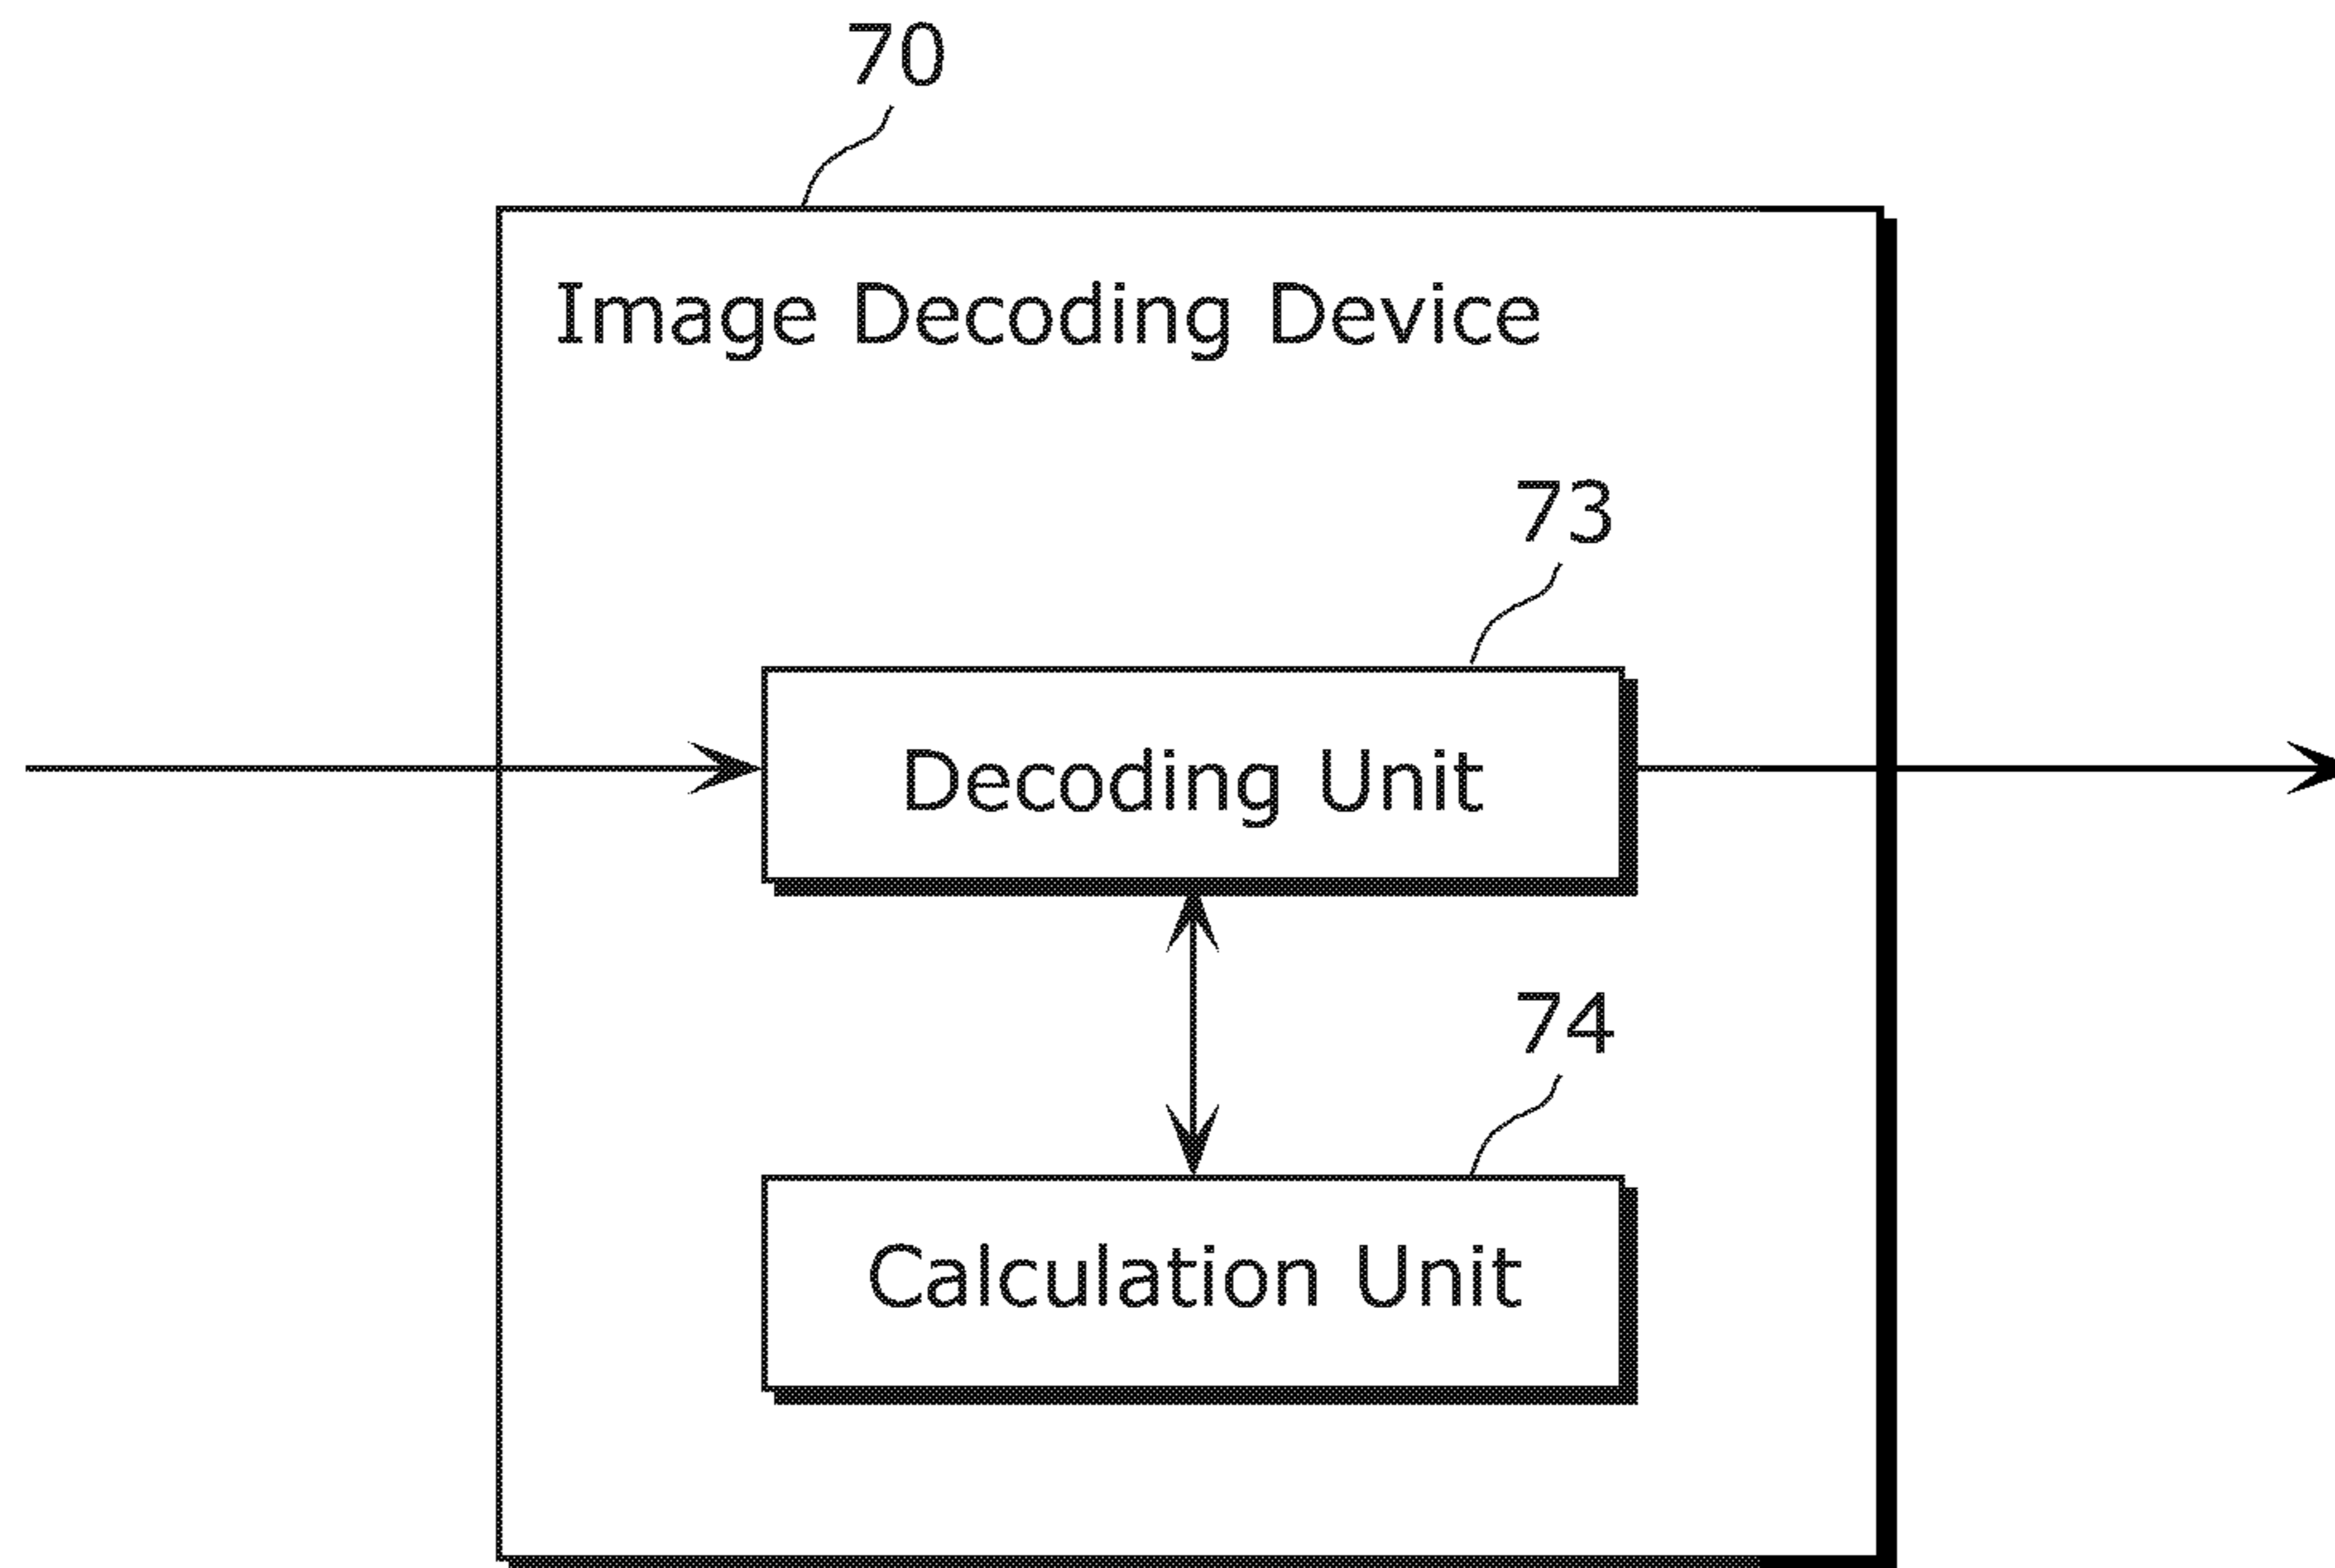 70
Image Decoding Device
73
Decoding Unit
74
Calculation Unit